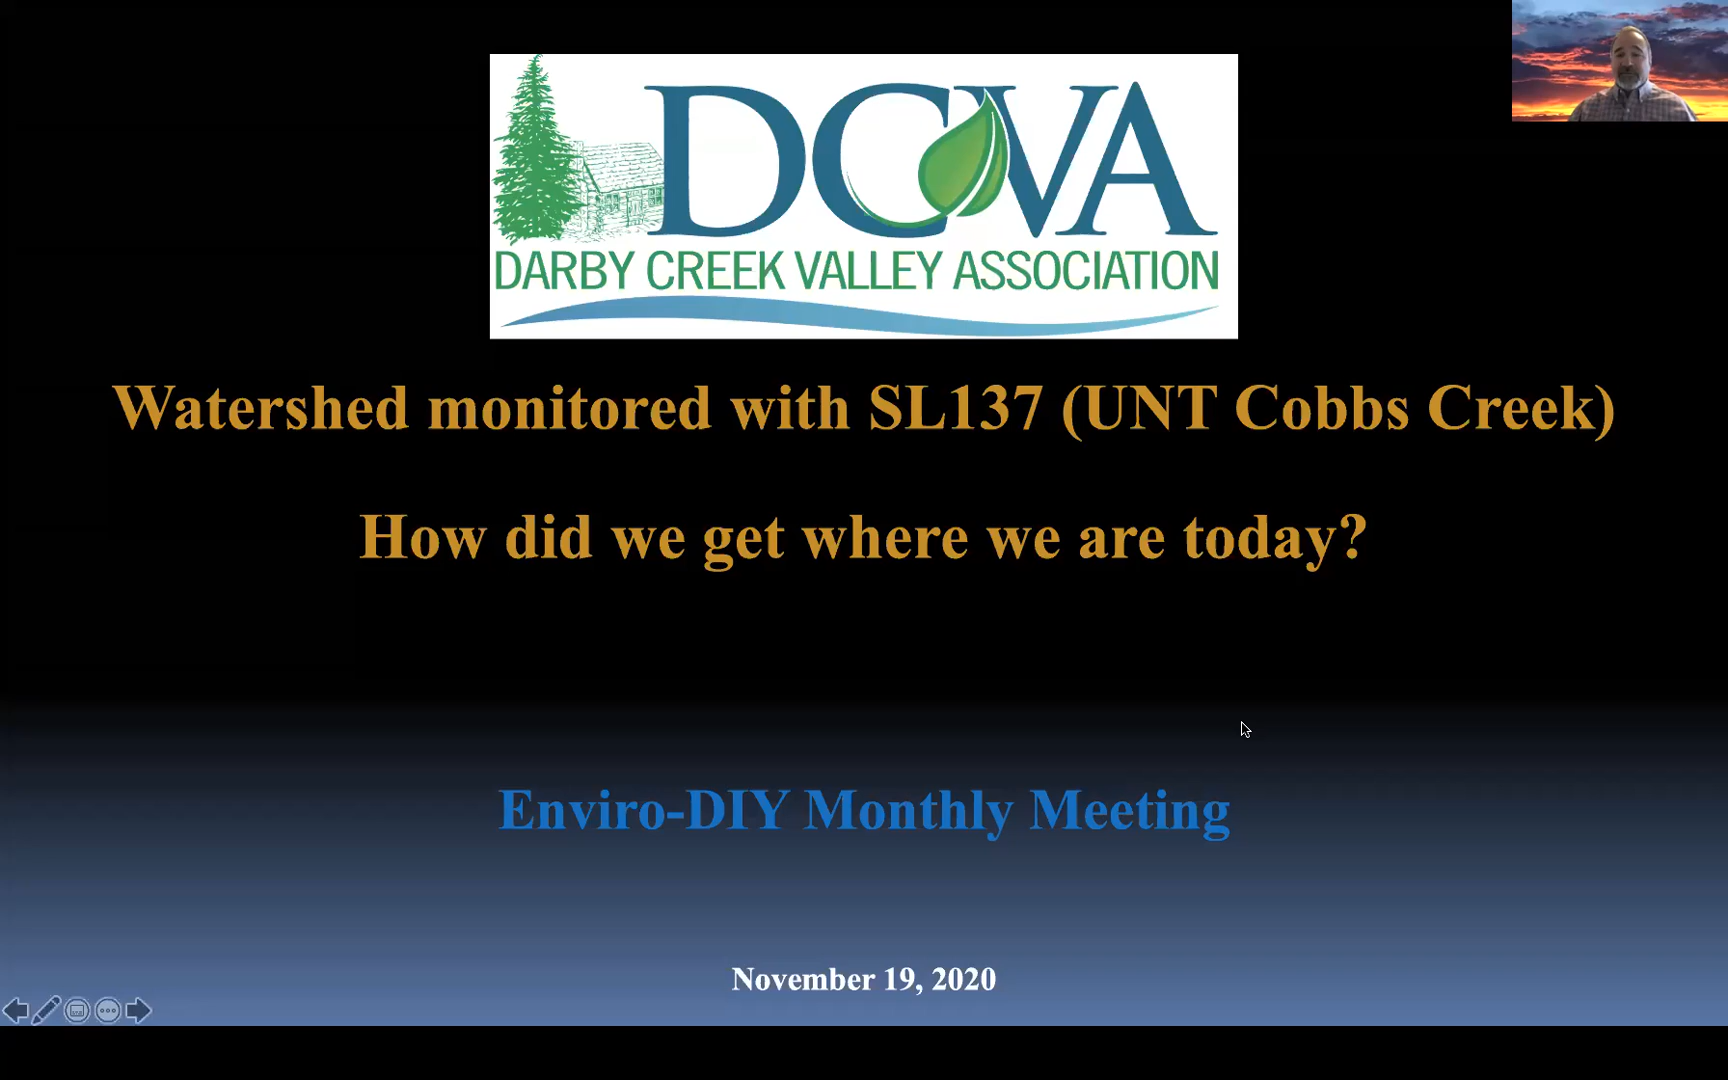 DCVA
DARBY CREEK VALLEY ASSOCIATION
Watershed monitored with SL137 (UNT Cobbs Creek)
How did we get where we are today?
Enviro-DIY Monthly Meeting
November 19, 2020